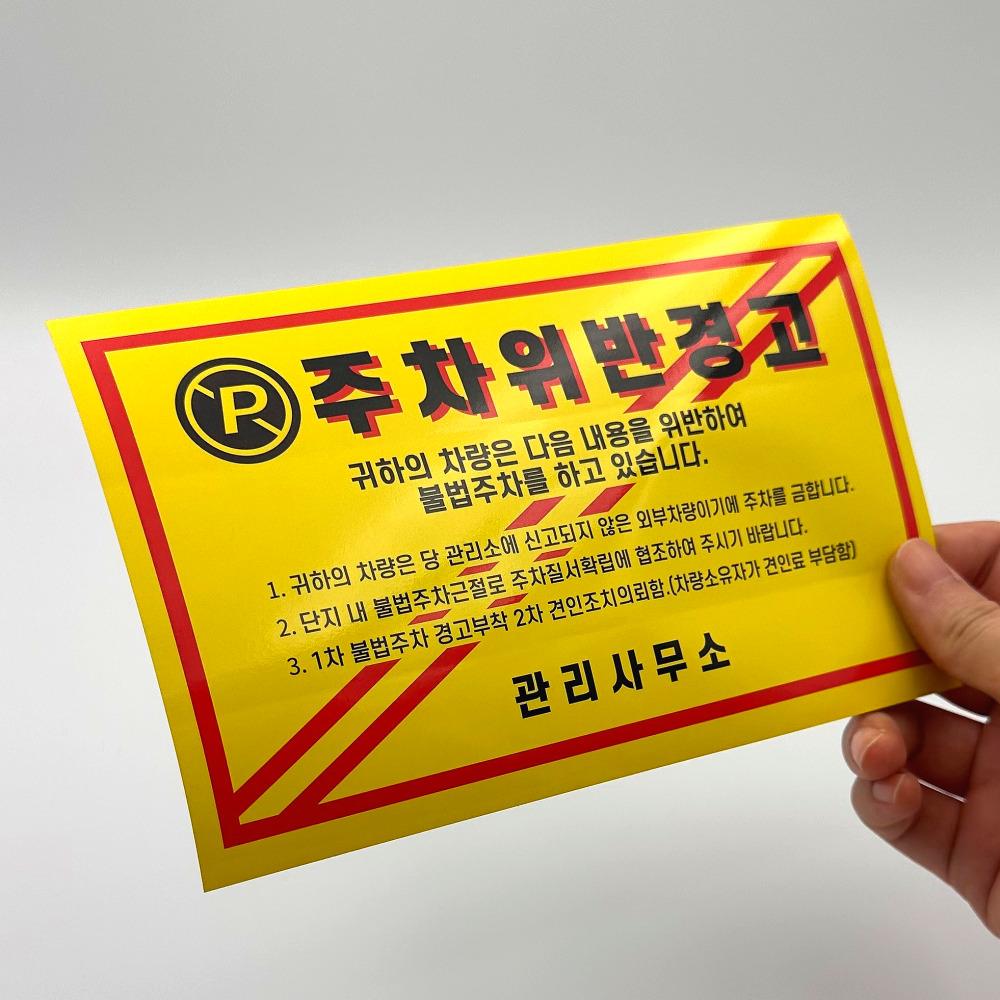 P 주차위반경고
귀하의 차량은 다음 내용을 위반하여
불법주차를 하고 있습니다.
1. 귀하의 차량은 당 관리소에 신고되지 않은 외부차량이기에 주차를 금합니다.
2. 단지 내 불법주차근절로 주차질서확립에 협조하여 주시기 바랍니다.
3. 1차 불법주차 경고부착 2차 견인조치의뢰함.(차량소유자가 견인료 부담함)
관리사무소